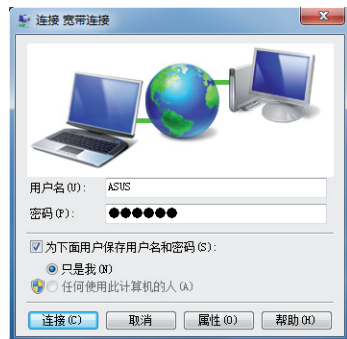 连接 宽带连接
用户名(U):
ASUS
密码(P):
●●●●●●
为下面用户保存用户名和密码(S):
只是我(N)
任何使用此计算机的人(A)
连接(C)
取消
属性(O)
帮助(H)